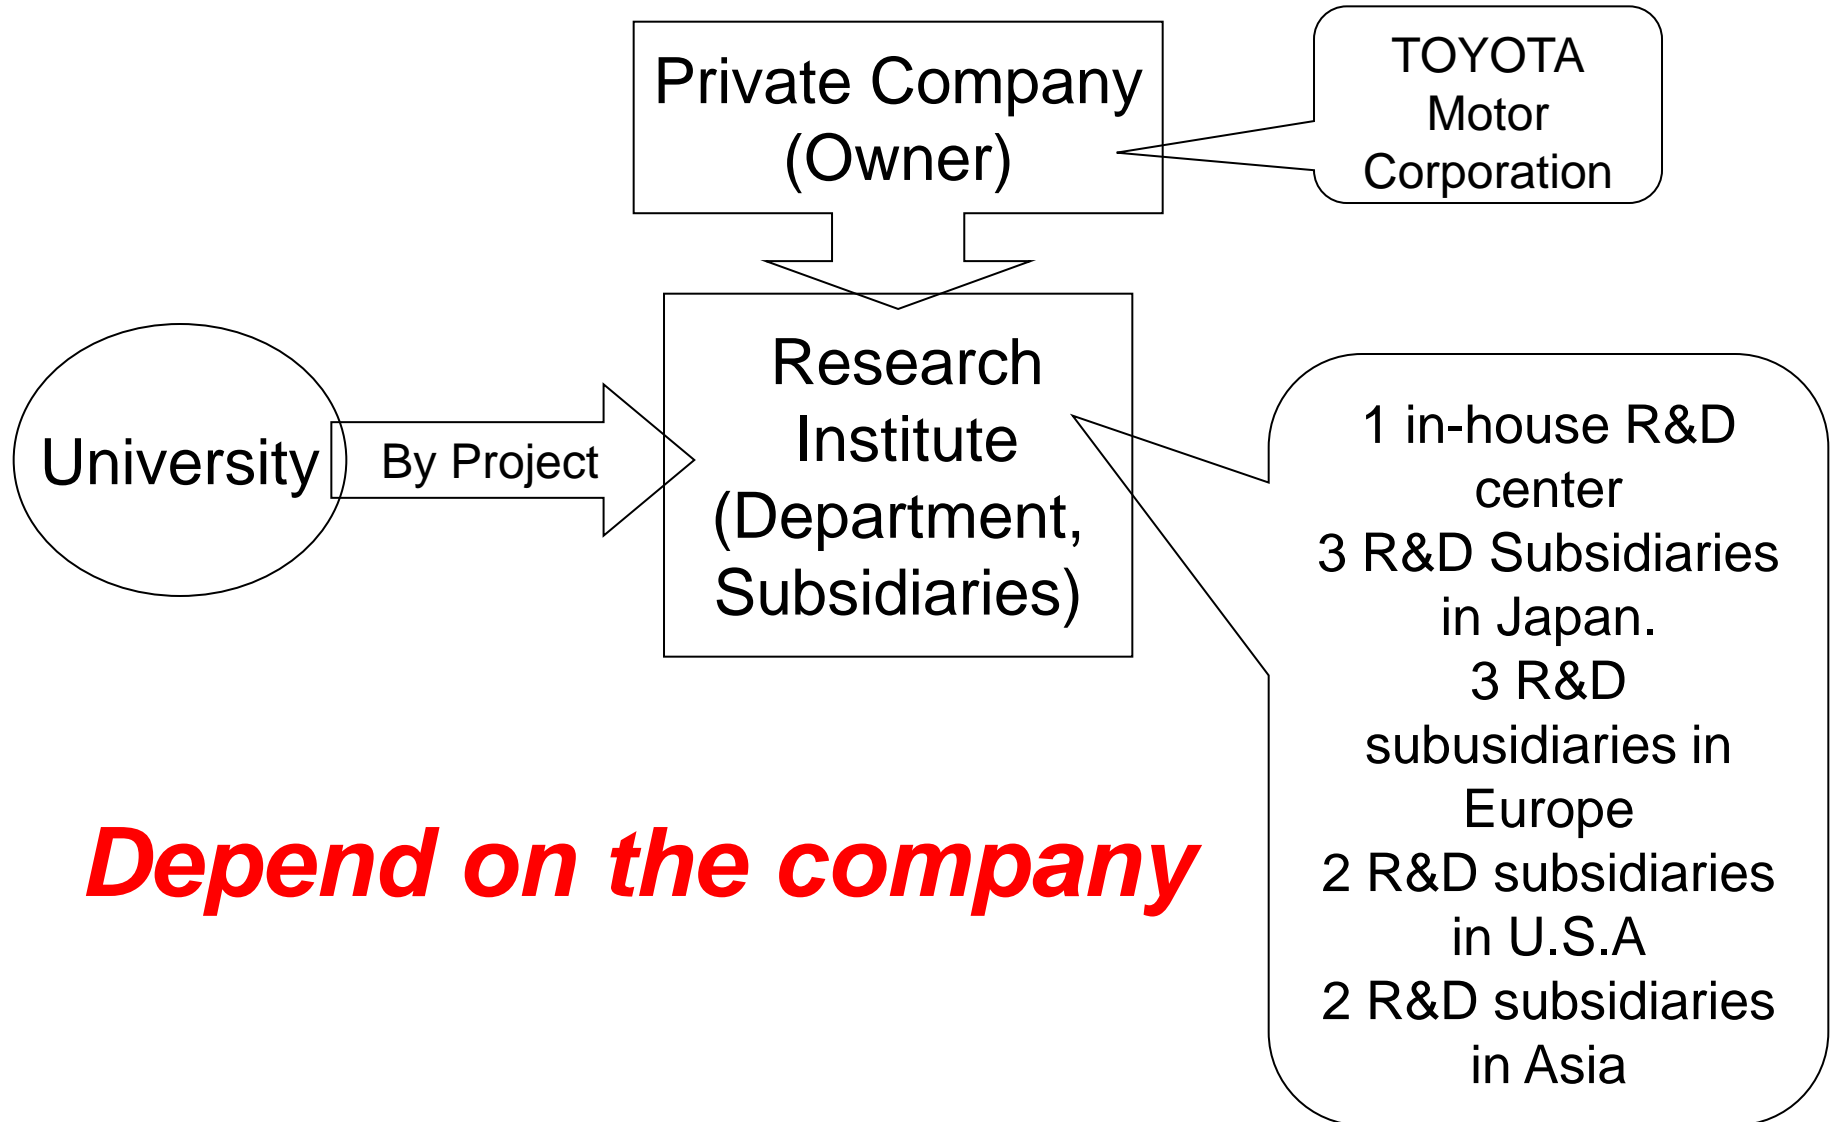 Private Company
(Owner)
TOYOTA
Motor
Corporation
University
By Project
Research
Institute
(Department,
Subsidiaries)
1 in-house R&D
center
3 R&D Subsidiaries
in Japan.
3 R&D
subusidiaries in
Europe
2 R&D subsidiaries
in U.S.A
2 R&D subsidiaries
in Asia
Depend on the company